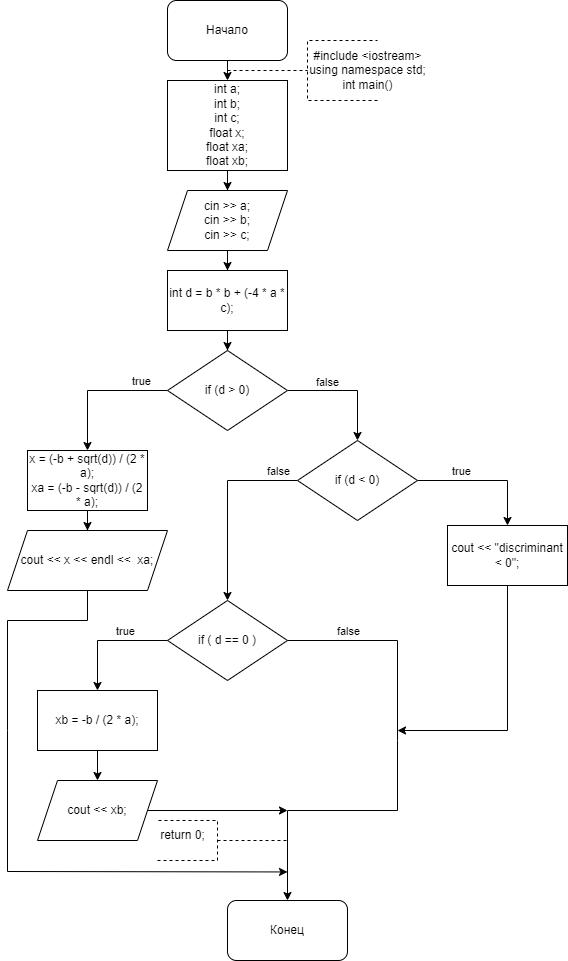 Начало
#include <iostream>
using namespace std;
int main()
int a;
int b;
int c;
float x;
float xa;
float xb;
cin >> a;
cin >> b;
cin >> c;
int d = b * b + (-4 * a *
c);
if (d > 0)
true
false
x = (-b + sqrt(d)) / (2 *
a);
xa = (-b - sqrt(d)) / (2
* a);
cout << x << endl << xa;
if (d < 0)
false
true
cout << "discriminant
< 0";
if ( d == 0 )
true
false
xb = -b / (2 * a);
cout << xb;
return 0;
Конец